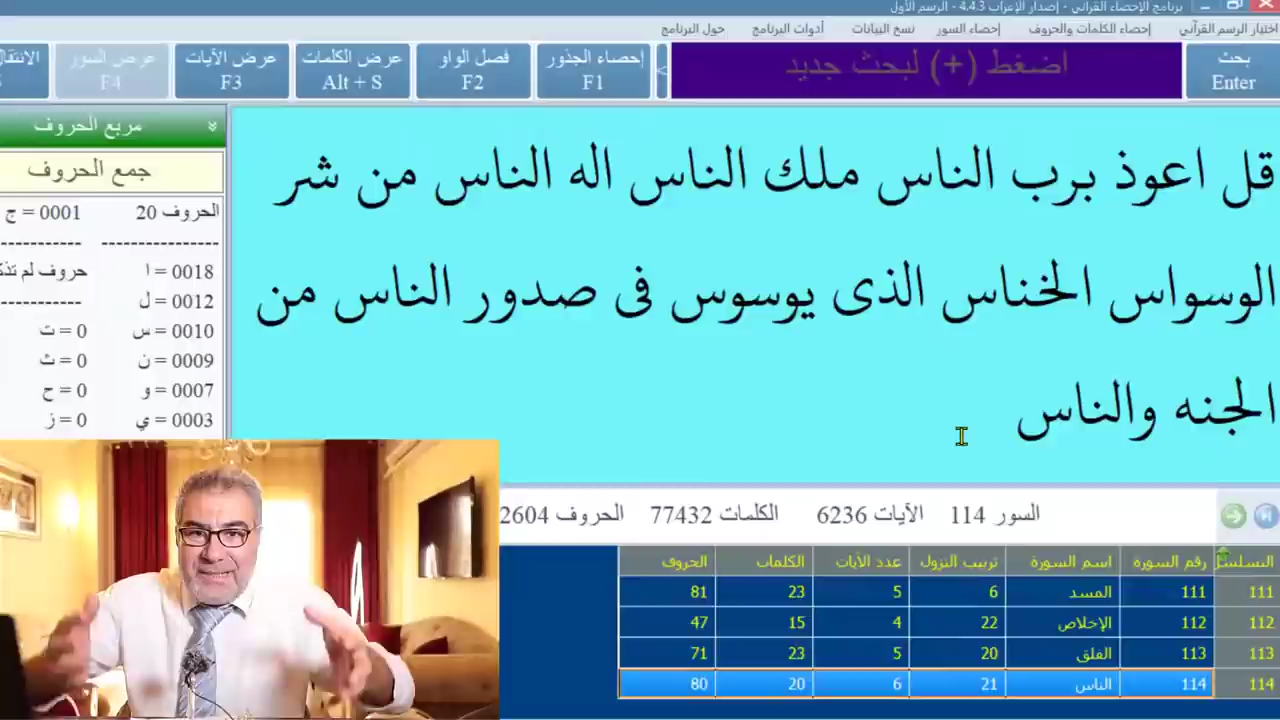 برنامج الإحصاء القرآني - إصدار الإعراب 4.4.3 - الرسم الأول
اختيار الرسم القرآني إحصاء الكلمات والحروف إحصاء السور نسخ البيانات أدوات البرنامج حول البرنامج
بحث
Enter
اضغط (+) لبحث جديد
>
إحصاء الجذور
F1
فصل الواو
F2
عرض الكلمات
Alt + S
عرض الآيات
F3
عرض السور
F4
قل اعوذ برب الناس ملك الناس اله الناس من شر
الوسواس الخناس الذى يوسوس فى صدور الناس من
الجنه والناس
مربع الحروف
جمع الحروف
الحروف 20
0001 = ج
----------------
0018 = ا
حروف لم
0012 = ل
0010 = س
0 = ت
0009 = ن
0 = ث
0007 = و
0 = ح
0003 = ي
0 = ز
السور 114 الآيات 6236 الكلمات 77432 الحروف 2604
التسلسل رقم السورة اسم السورة ترتيب النزول عدد الآيات الكلمات الحروف
111 111 المسد 6 5 23 81
112 112 الإخلاص 22 4 15 47
113 113 الفلق 20 5 23 71
114 114 الناس 21 6 20 80